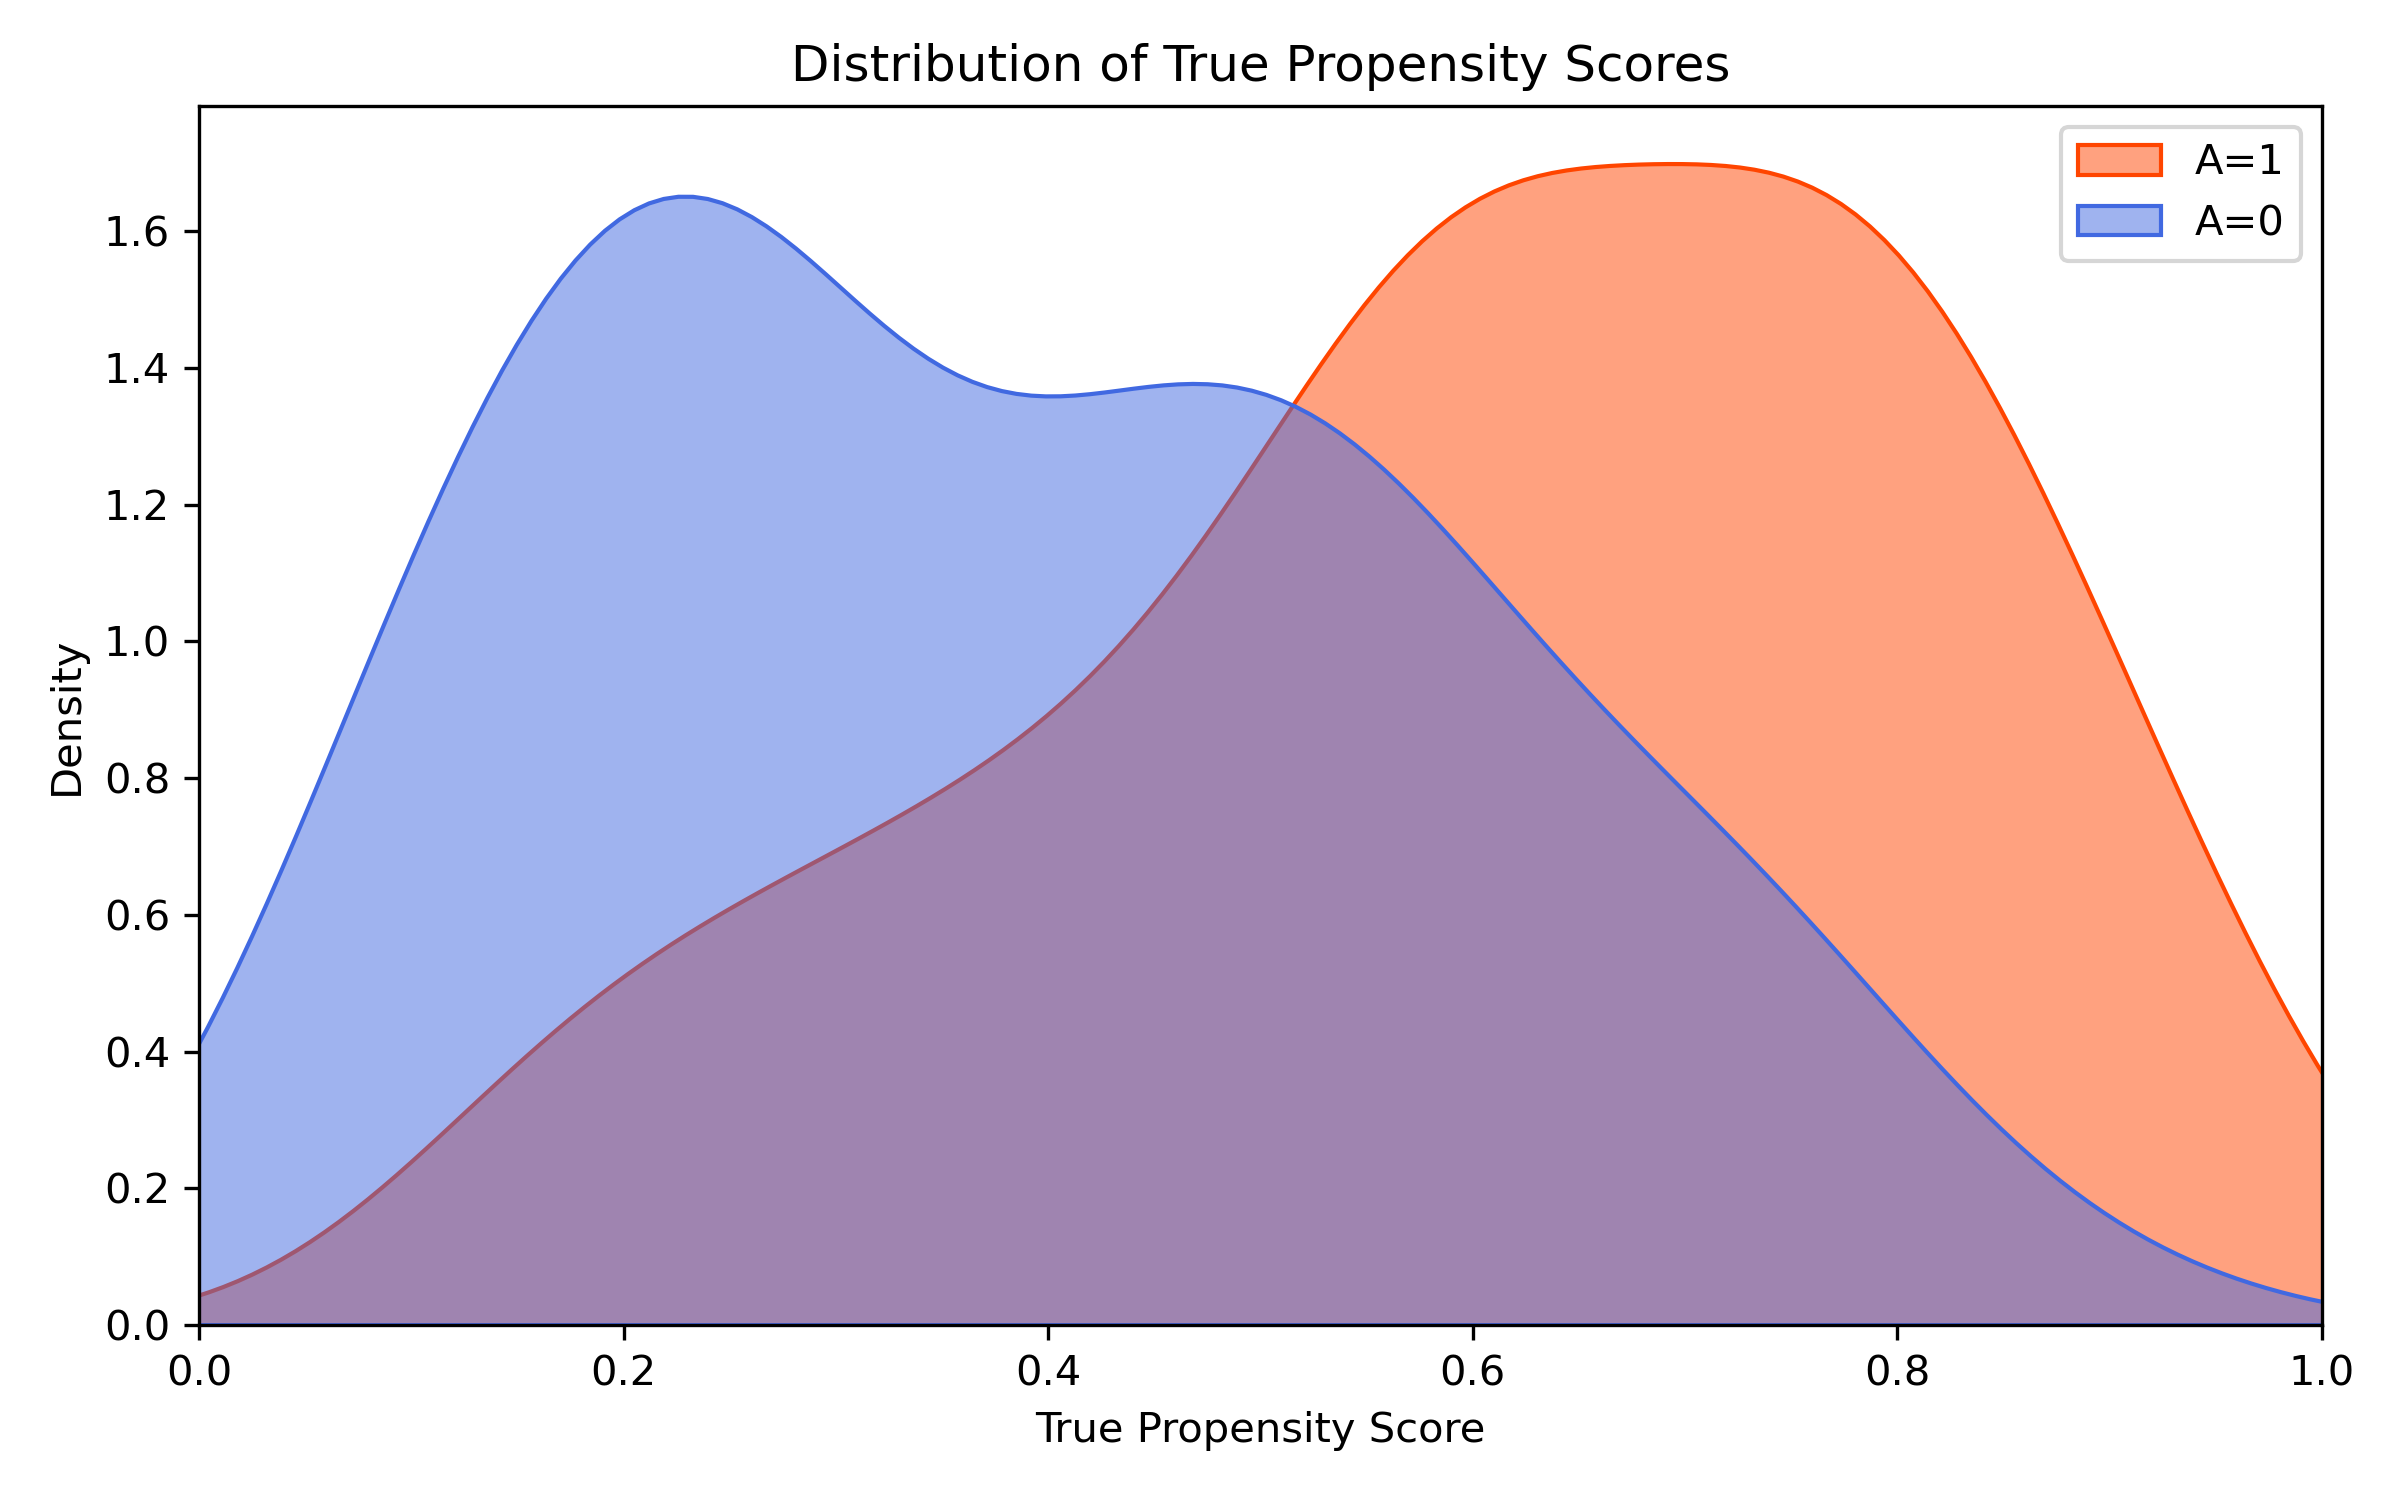 Distribution of True Propensity Scores
A=1
A=0
1.6
1.4
1.2
1.0
0.8
0.6
0.4
0.2
0.0
Density
0.0 0.2 0.4 0.6 0.8 1.0
True Propensity Score